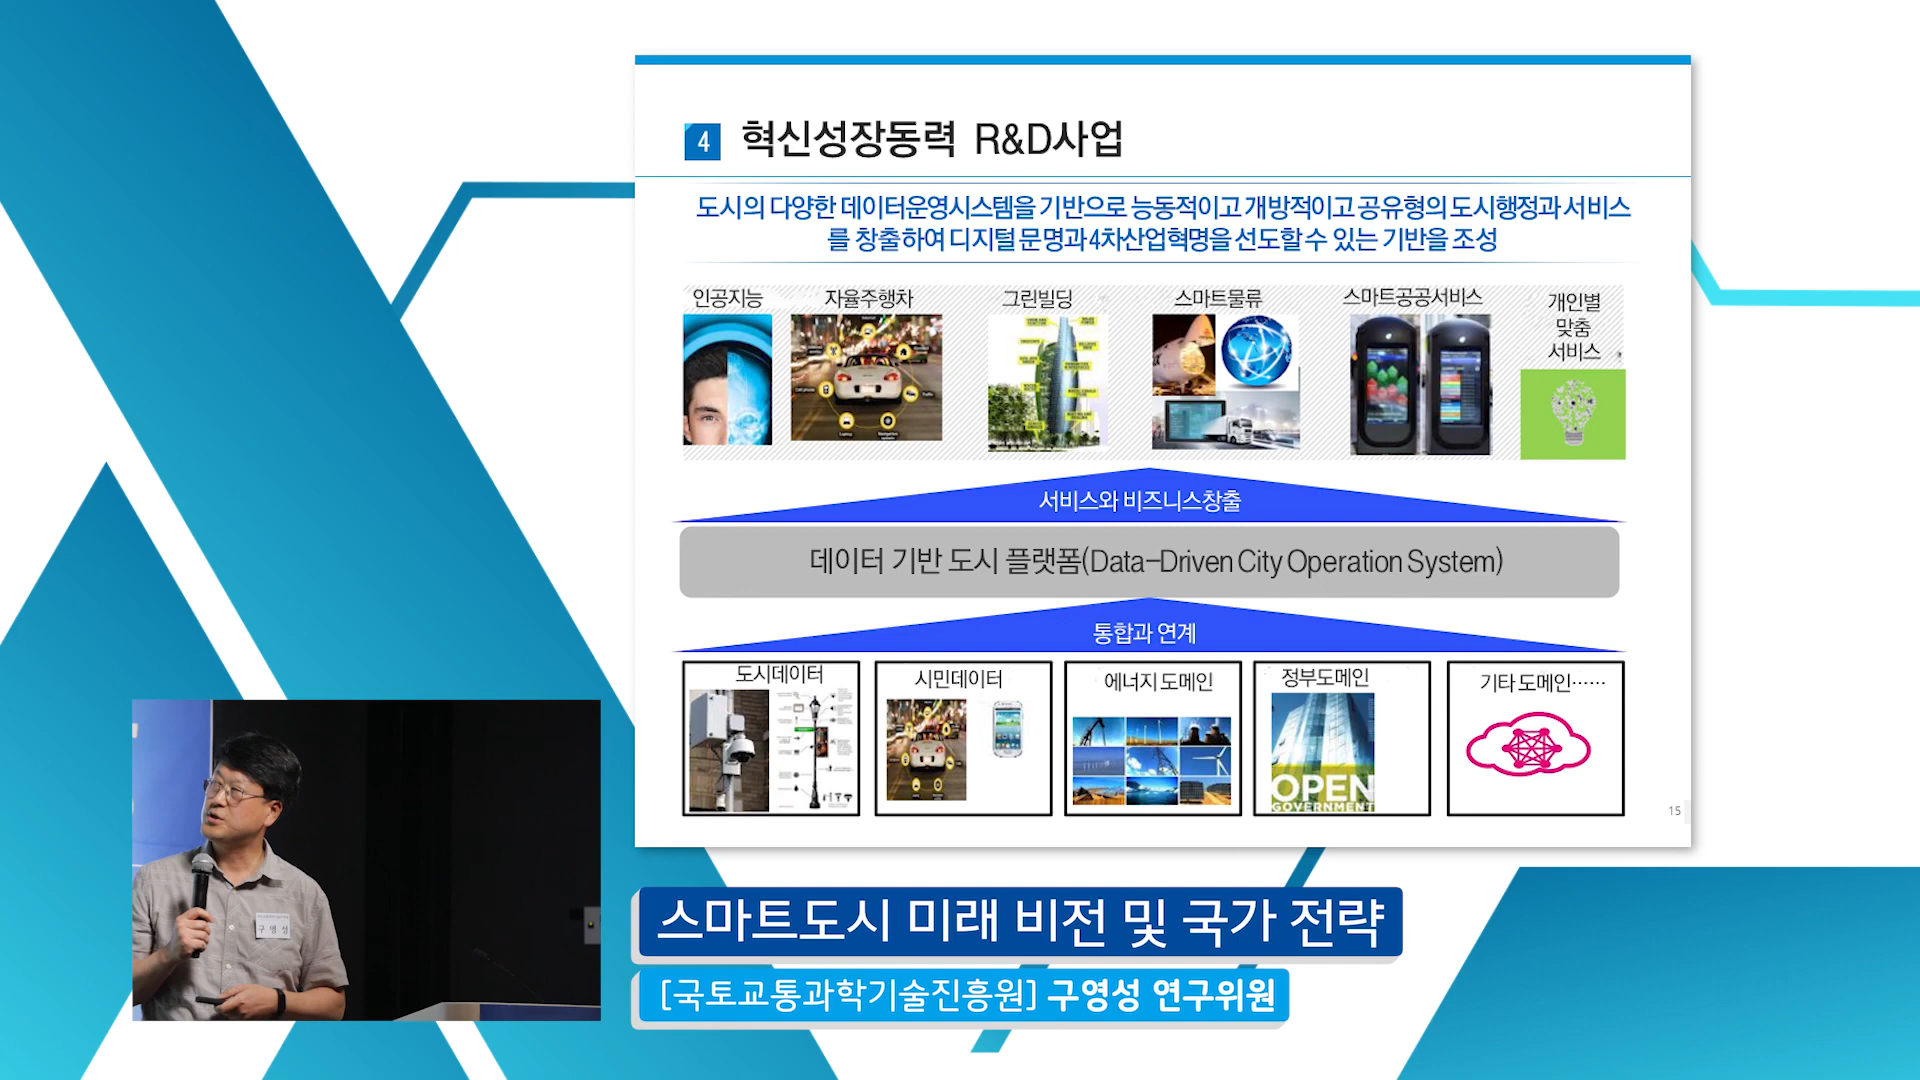 4 혁신성장동력 R&D사업
도시의 다양한 데이터운영시스템을 기반으로 능동적이고 개방적이고 공유형의 도시행정과 서비스
를 창출하여 디지털 문명과 4차산업혁명을 선도할 수 있는 기반을 조성
인공지능
자율주행차
그린빌딩
스마트물류
스마트공공서비스
개인별
맞춤
서비스
서비스와 비즈니스창출
데이터 기반 도시 플랫폼(Data-Driven City Operation System)
통합과 연계
도시데이터
시민데이터
에너지 도메인
정부도메인
기타 도메인……
OPEN
GOVERNMENT
15
구영성
스마트도시 미래 비전 및 국가 전략
[국토교통과학기술진흥원] 구영성 연구위원